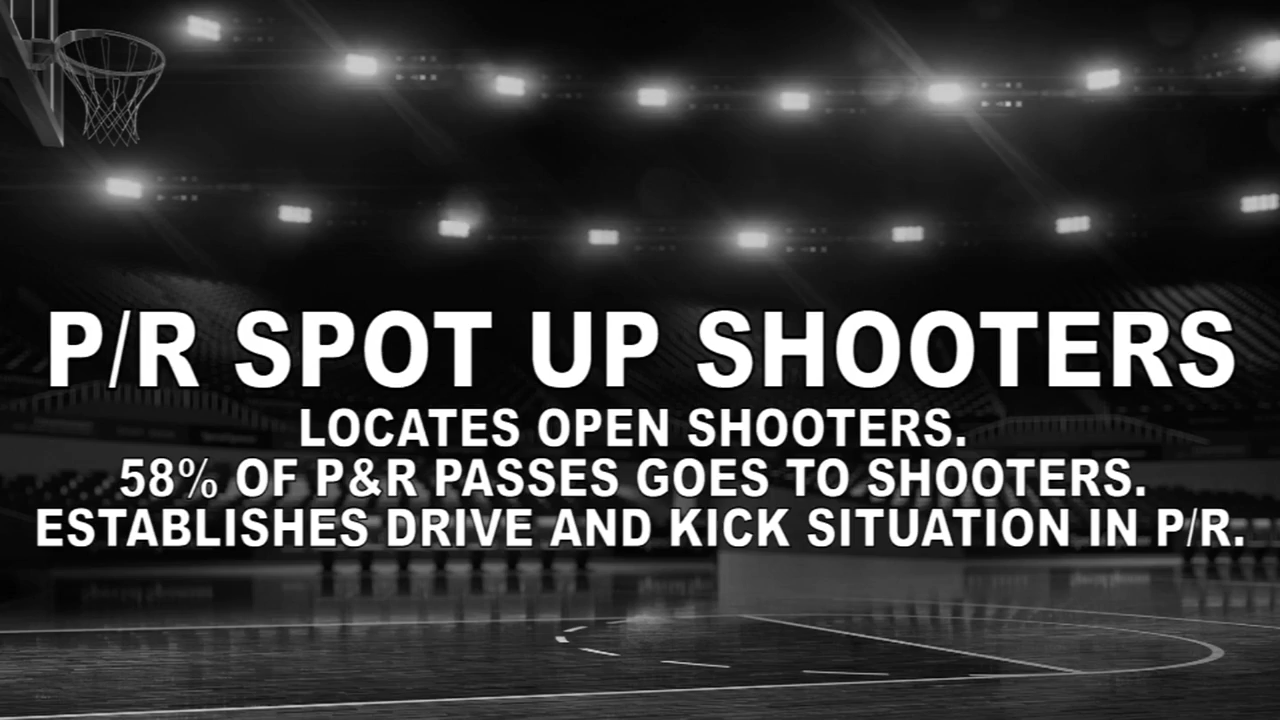 P/R SPOT UP SHOOTERS
LOCATES OPEN SHOOTERS.
58% OF P&R PASSES GOES TO SHOOTERS.
ESTABLISHES DRIVE AND KICK SITUATION IN P/R.